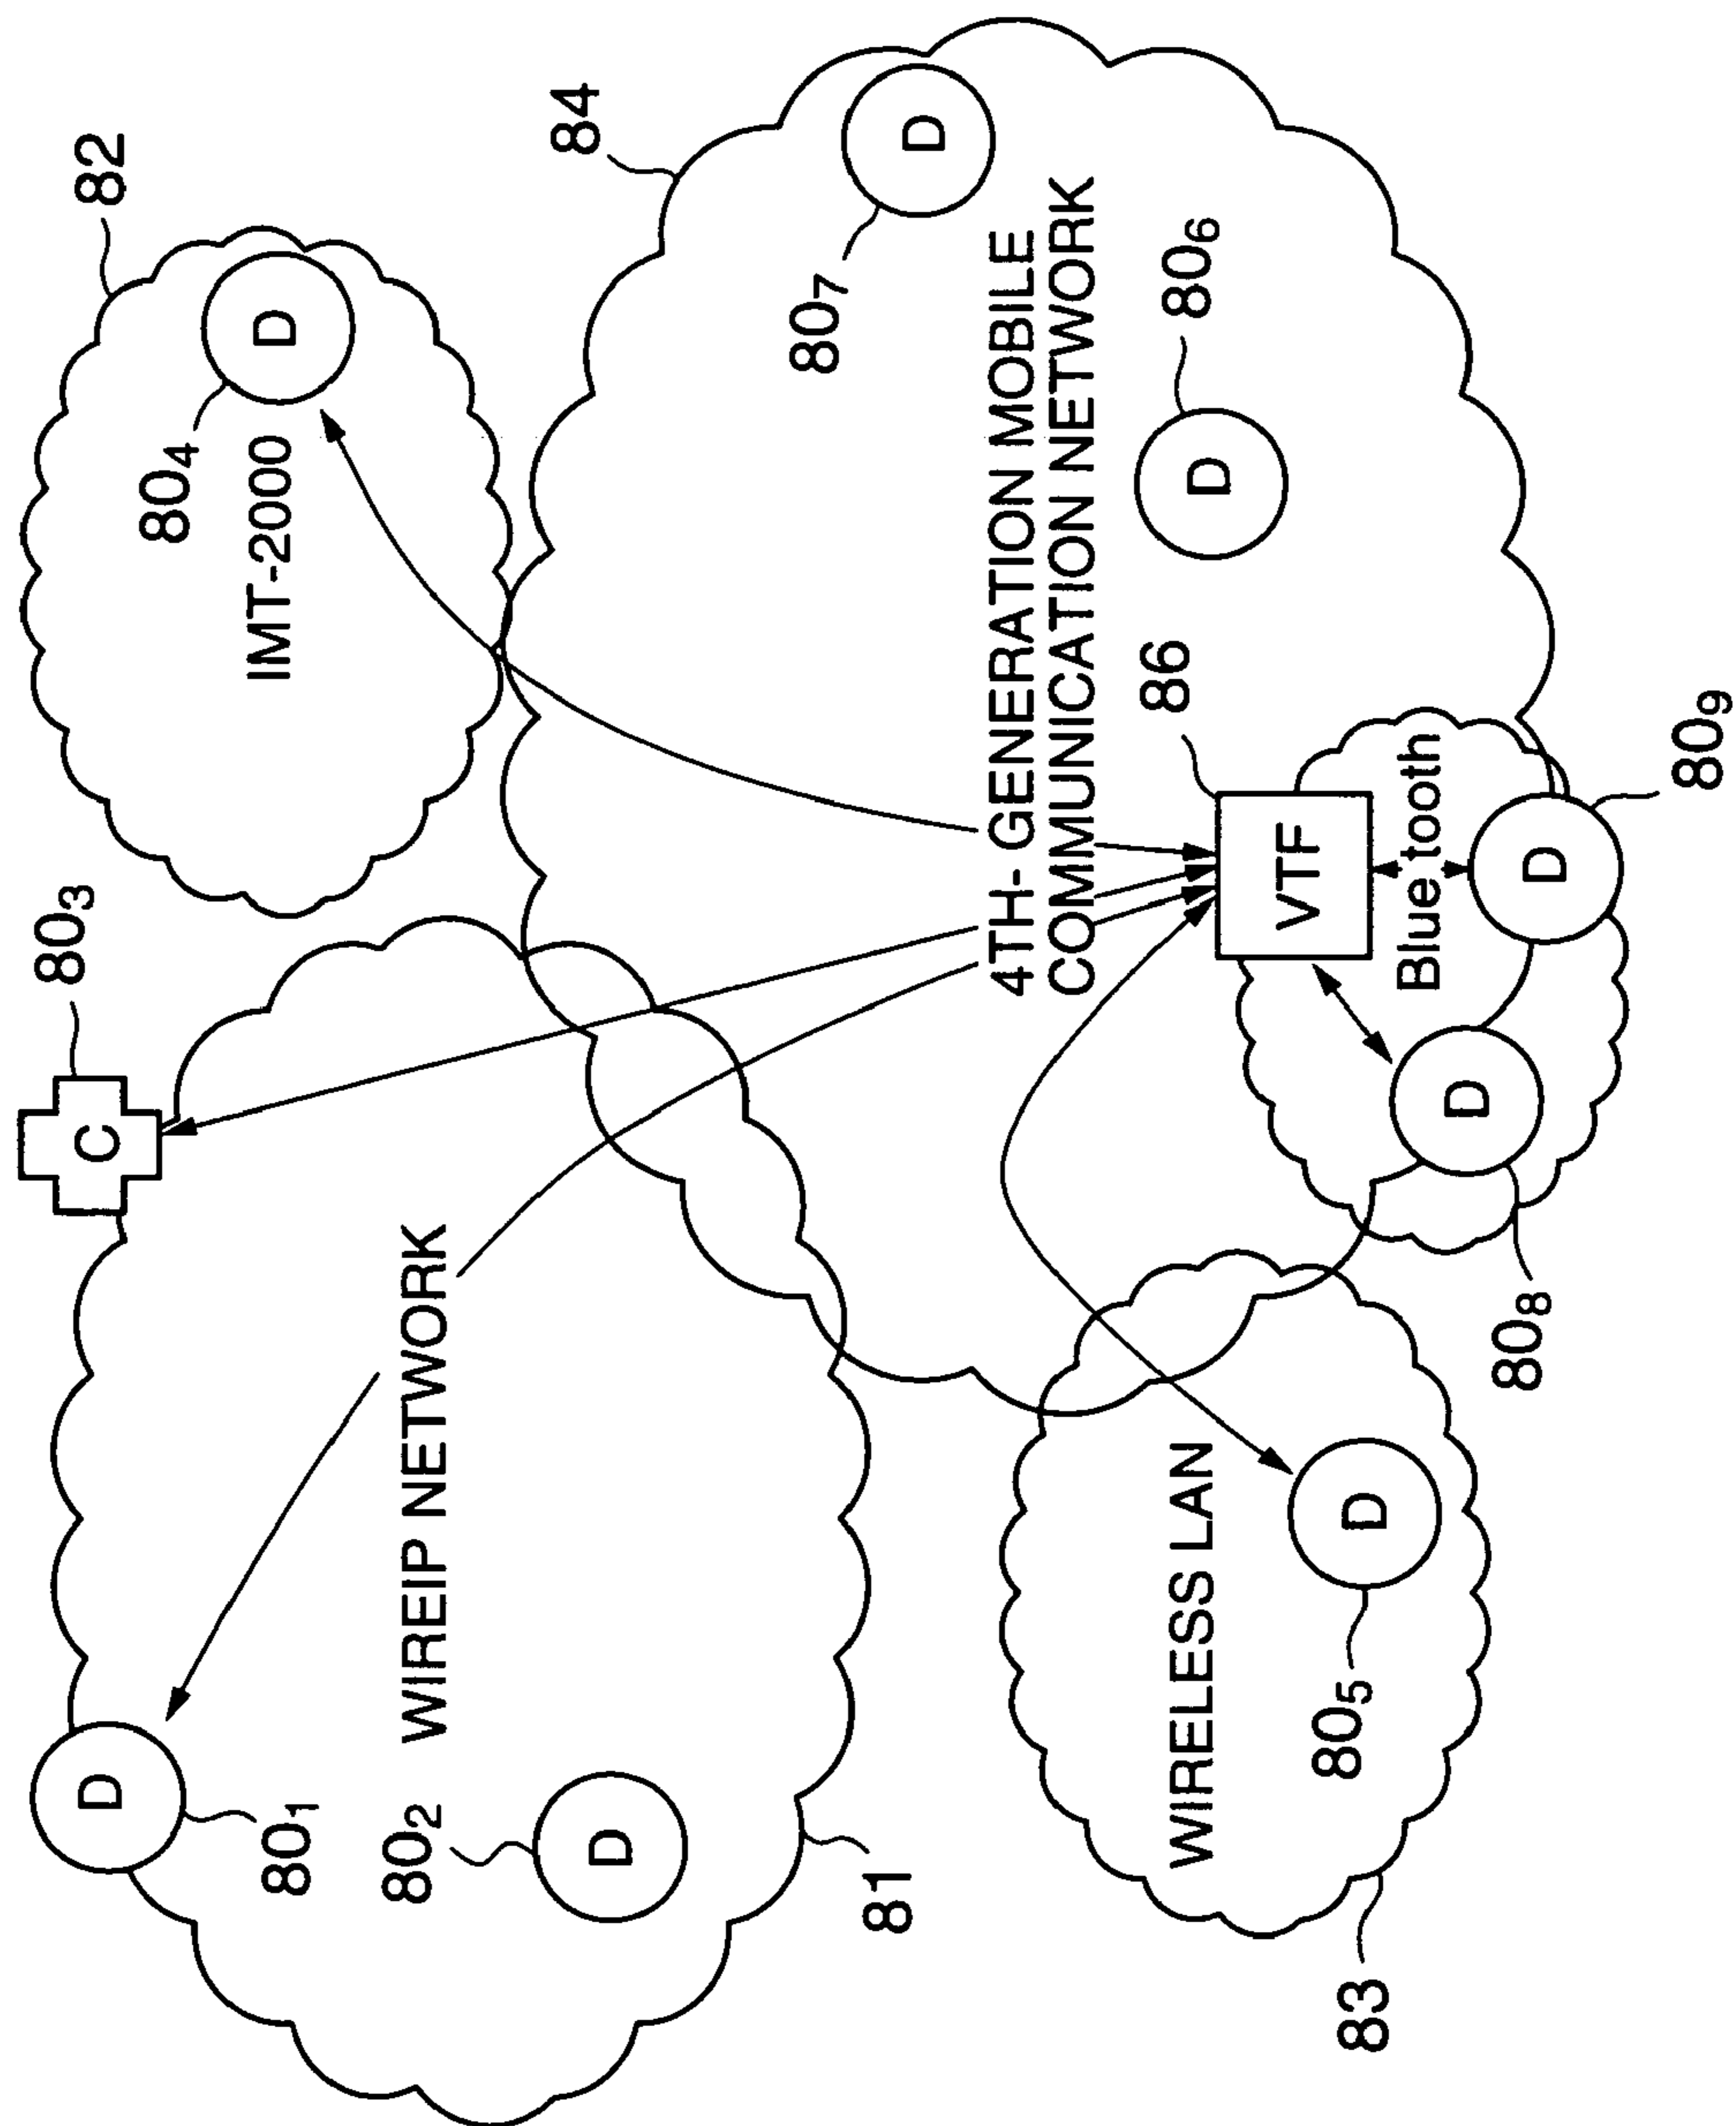 82
80₃
C
D
80₄
D
IMT-2000
80₁
80₂
WIREIP NETWORK
84
D
80₇
81
D
4TH- GENERATION MOBILE
COMMUNICATION NETWORK
86
80₆
WIRELESS LAN
D
VTF
80₅
D
83
Blue tooth
D
D
80₈
80₉